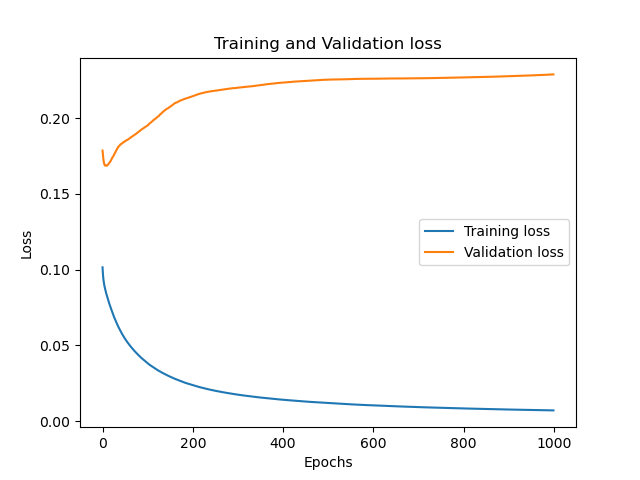 Training and Validation loss
0.20
0.15
0.10
0.05
0.00
Loss
Training loss
Validation loss
0 200 400 600 800 1000
Epochs